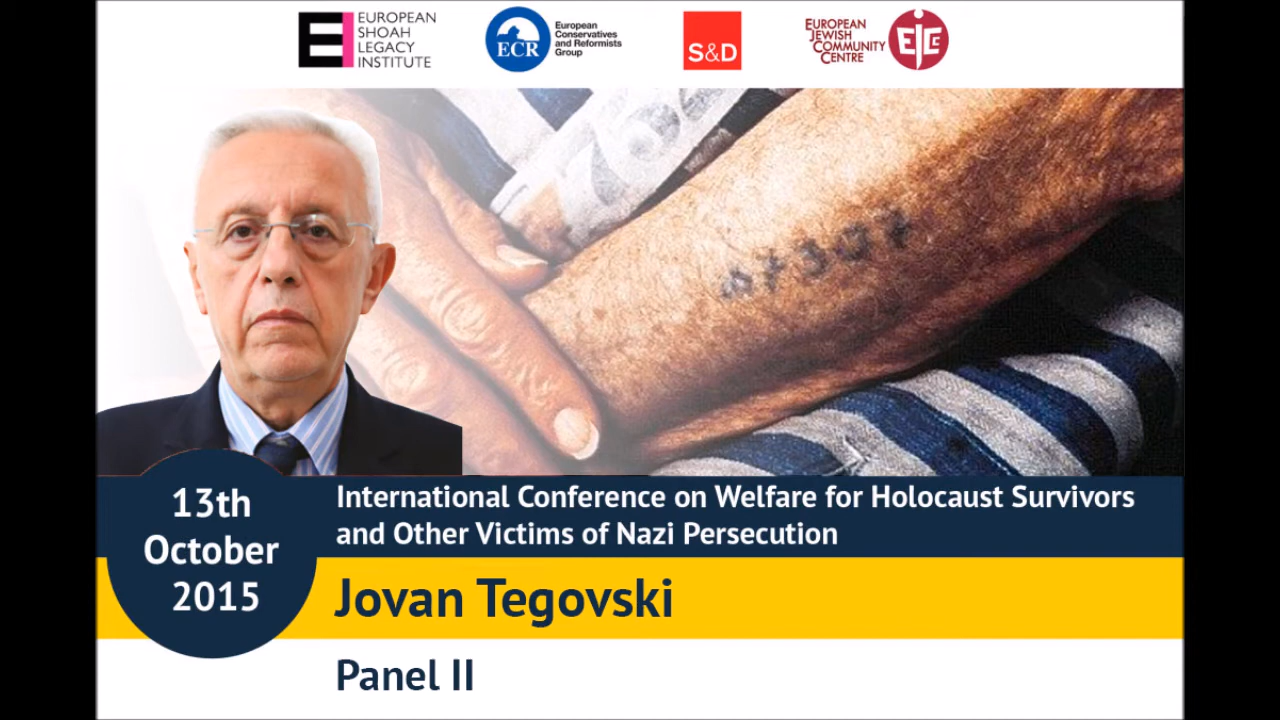 EUROPEAN
SHOAH
LEGACY
INSTITUTE
ECR
European
Conservatives
and Reformists
Group
S&D
EUROPEAN
JEWISH
COMMUNITY
CENTRE
EJCC
13th
October
2015
International Conference on Welfare for Holocaust Survivors
and Other Victims of Nazi Persecution
Jovan Tegovski
Panel II